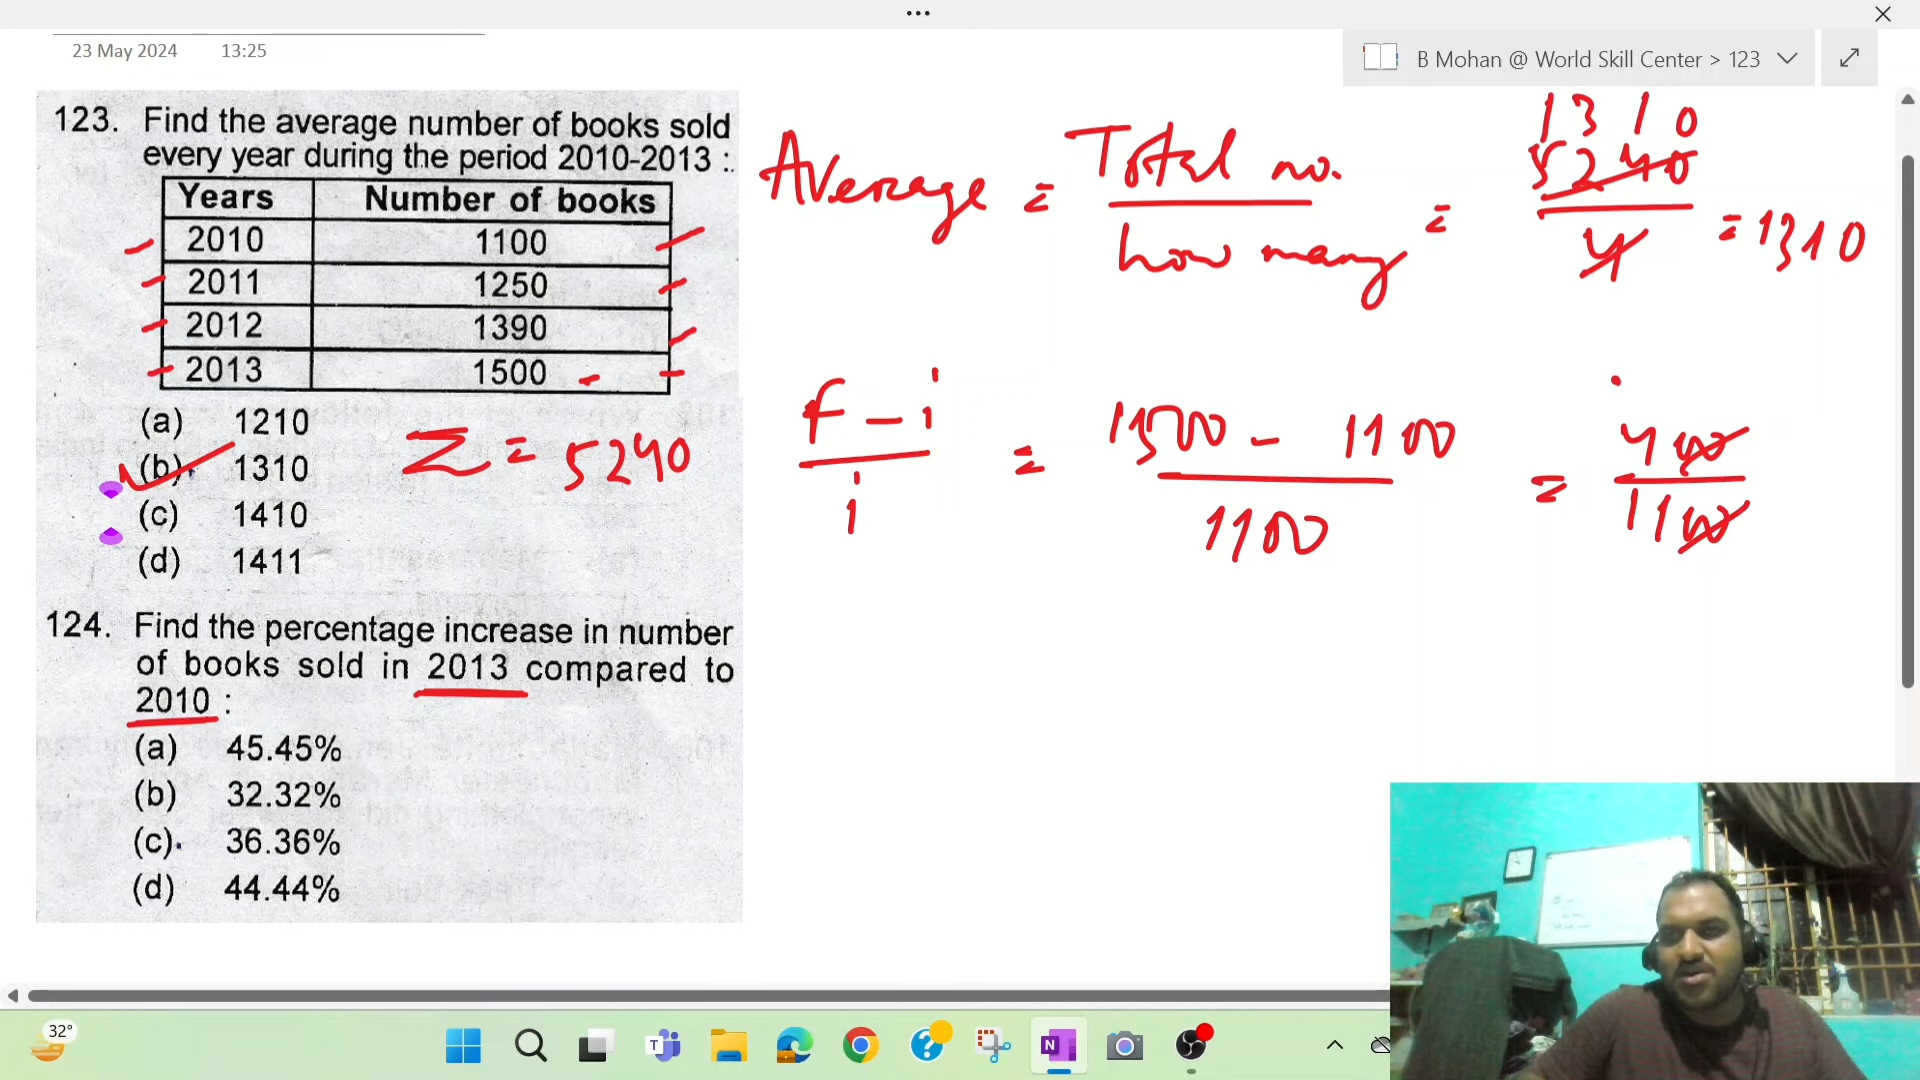 23 May 2024 13:25
B Mohan @ World Skill Center > 123
123. Find the average number of books sold
every year during the period 2010-2013 :
Years Number of books
2010 1100
2011 1250
2012 1390
2013 1500
(a) 1210
(b) 1310
(c) 1410
(d) 1411
Σ = 5240
124. Find the percentage increase in number
of books sold in 2013 compared to
2010 :
(a) 45.45%
(b) 32.32%
(c) 36.36%
(d) 44.44%
Average = Total no. / how many = 5240 / 4 = 1310
1310
f - i / i = 1500 - 1100 / 1100 = 400 / 1100
32°